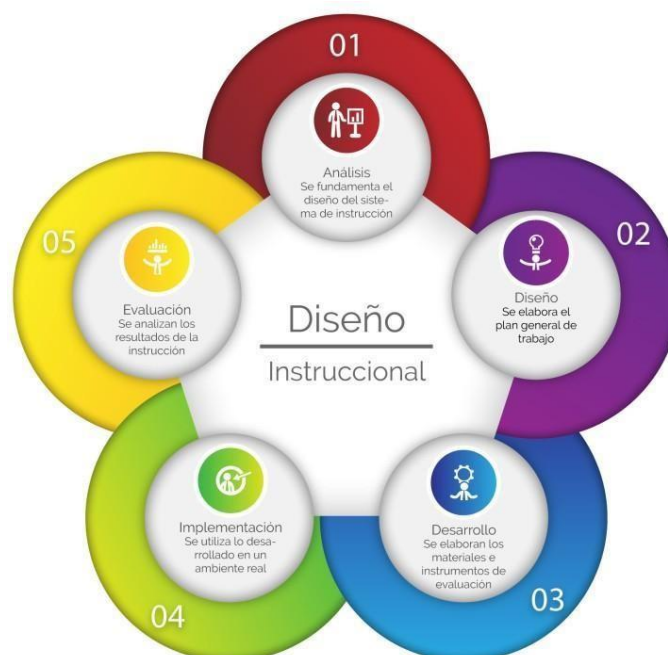 01
Análisis
Se fundamenta el
diseño del siste-
ma de instrucción
02
Diseño
Se elabora el
plan general de
trabajo
05
Evaluación
Se analizan los
resultados de la
instrucción
Diseño
Instruccional
Implementación
Se utiliza lo desa-
rrollado en un
ambiente real
04
Desarrollo
Se elaboran los
materiales e
instrumentos de
evaluación
03